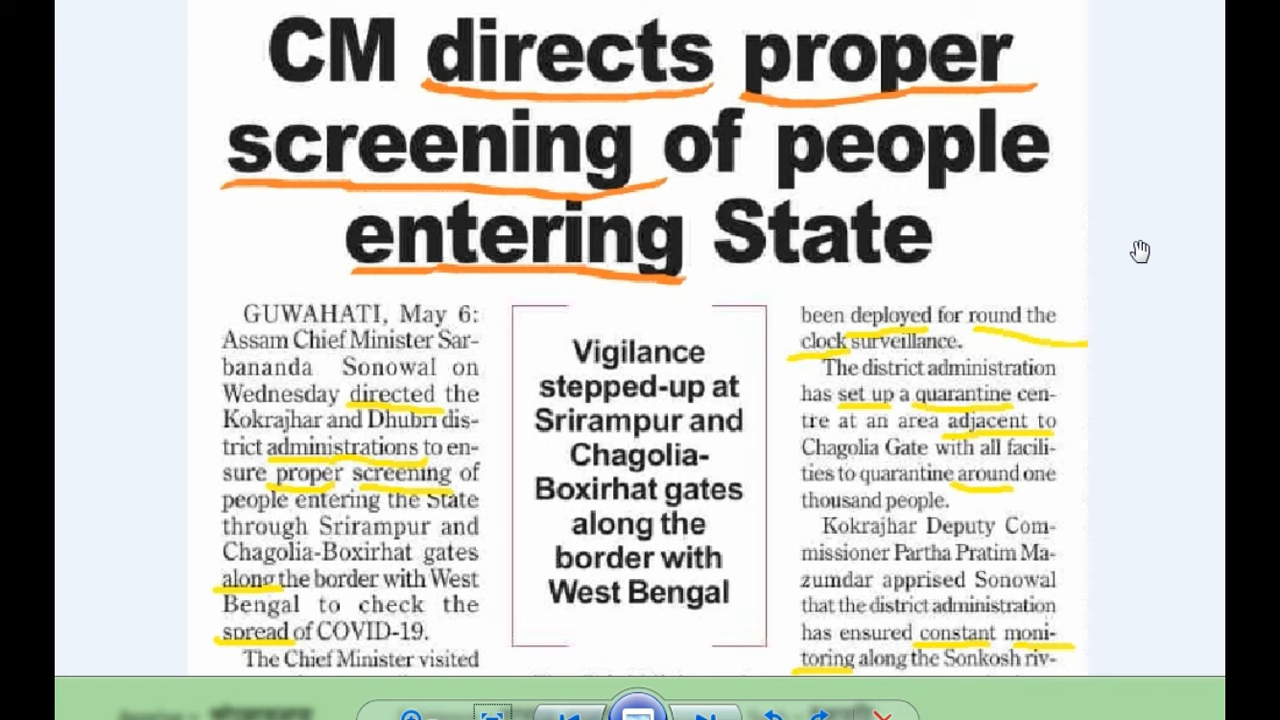 CM directs proper
screening of people
entering State
GUWAHATI, May 6:
Assam Chief Minister Sar-
bananda Sonowal on
Wednesday directed the
Kokrajhar and Dhubri dis-
trict administrations to en-
sure proper screening of
people entering the State
through Srirampur and
Chagolia-Boxirhat gates
along the border with West
Bengal to check the
spread of COVID-19.
The Chief Minister visited
Vigilance
stepped-up at
Srirampur and
Chagolia-
Boxirhat gates
along the
border with
West Bengal
been deployed for round the
clock surveillance.
The district administration
has set up a quarantine cen-
tre at an area adjacent to
Chagolia Gate with all facili-
ties to quarantine around one
thousand people.
Kokrajhar Deputy Com-
missioner Partha Pratim Ma-
zumdar apprised Sonowal
that the district administration
has ensured constant moni-
toring along the Sonkosh riv-